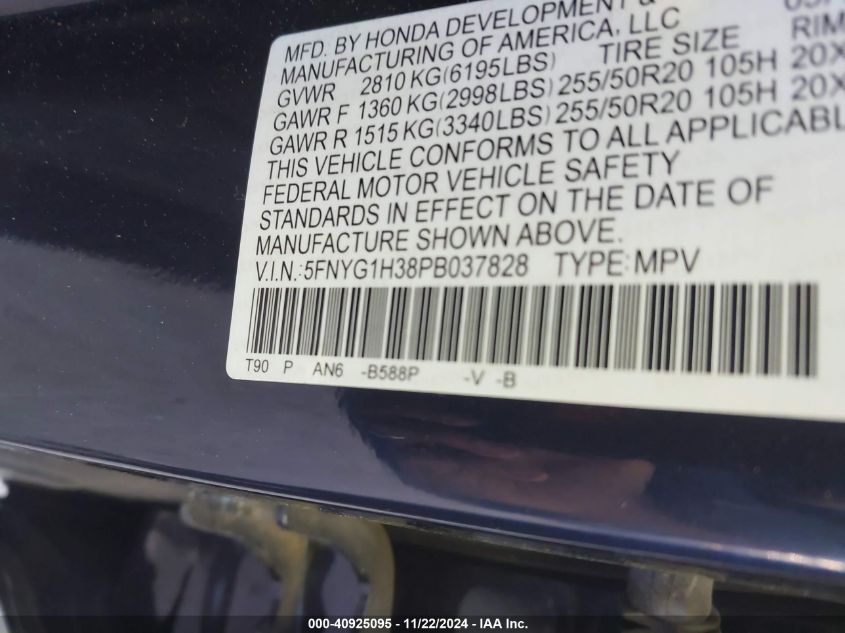 MFD. BY HONDA DEVELOPMENT &
MANUFACTURING OF AMERICA, LLC
GVWR 2810 KG(6195LBS) TIRE SIZE RIM
GAWR F 1360 KG(2998LBS) 255/50R20 105H 20X
GAWR R 1515 KG(3340LBS) 255/50R20 105H 20X
THIS VEHICLE CONFORMS TO ALL APPLICABL
FEDERAL MOTOR VEHICLE SAFETY
STANDARDS IN EFFECT ON THE DATE OF
MANUFACTURE SHOWN ABOVE.
V.I.N.: 5FNYG1H38PB037828 TYPE: MPV
T90 P AN6 -B588P -V -B
000-40925095 - 11/22/2024 - IAA Inc.